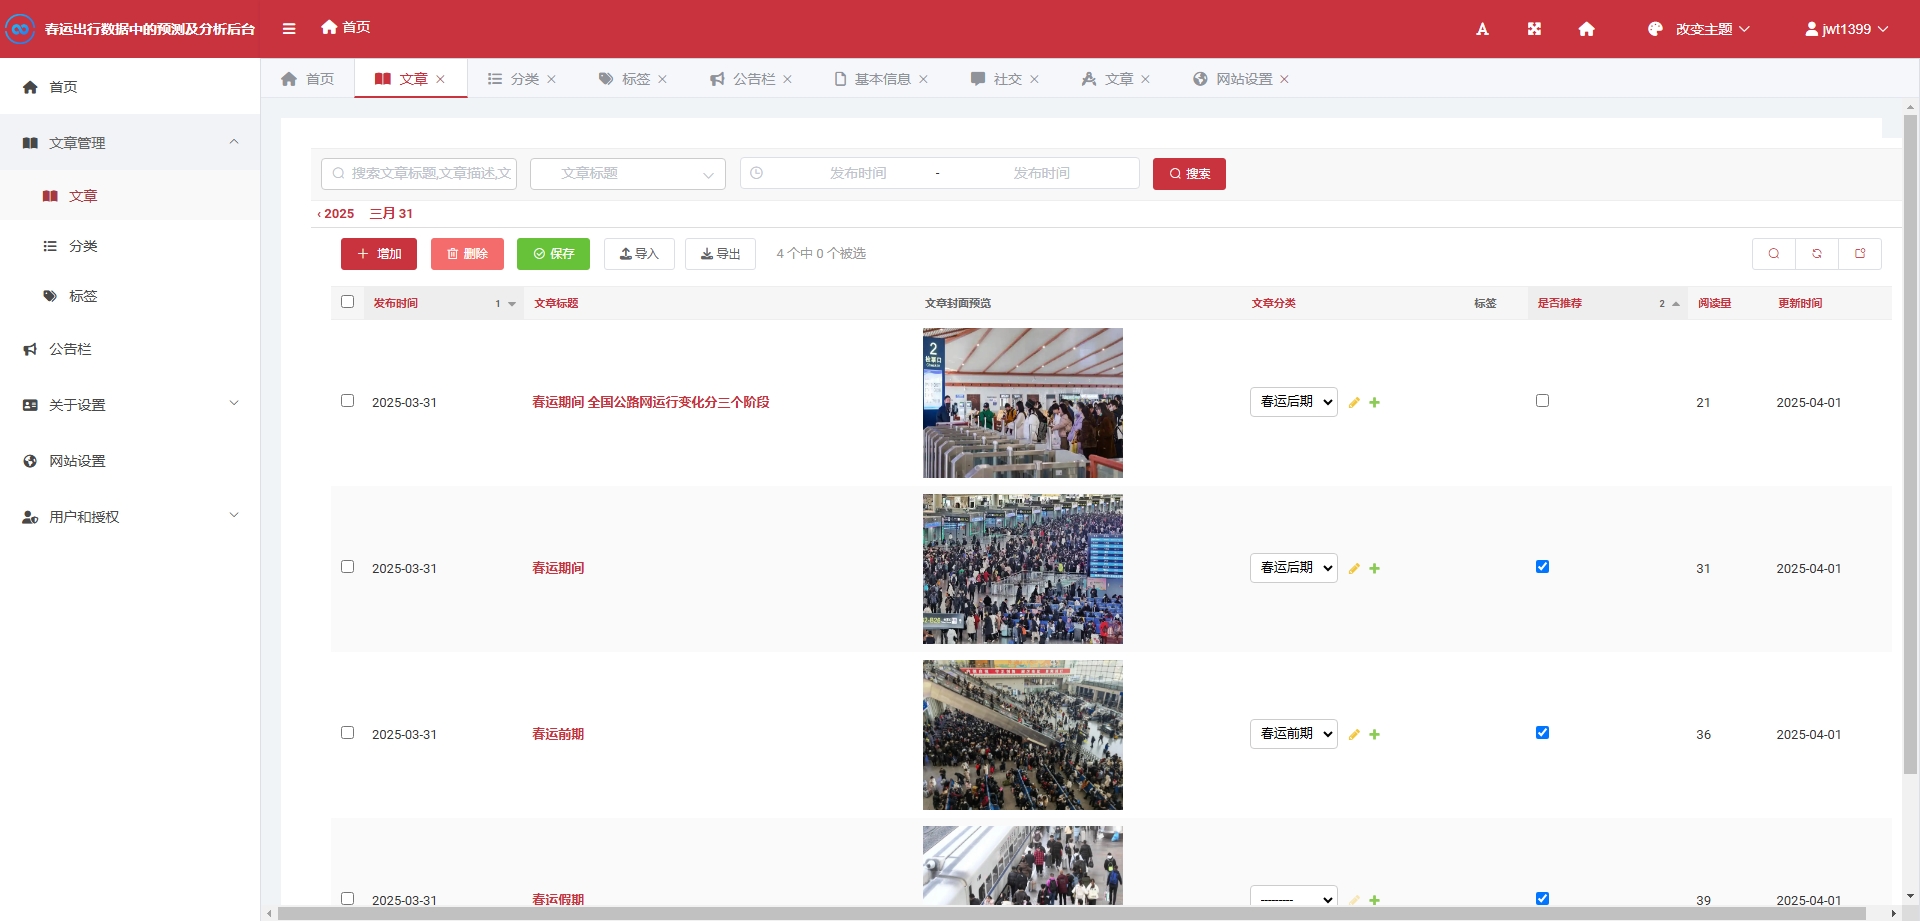 春运出行数据中的预测及分析后台
首页
改变主题
jwt1399
首页
文章
分类
标签
公告栏
基本信息
社交
文章
网站设置
首页
文章管理
文章
分类
标签
公告栏
关于设置
网站设置
用户和授权
搜索文章标题,文章描述,文
文章标题
发布时间 - 发布时间
搜索
‹ 2025 三月 31
增加
删除
保存
导入
导出
4 个中 0 个被选
发布时间 1 文章标题 文章封面预览 文章分类 标签 是否推荐 2 阅读量 更新时间
2025-03-31 春运期间 全国公路网运行变化分三个阶段 春运后期 21 2025-04-01
2
检票口
2025-03-31 春运期间 春运后期 31 2025-04-01
2025-03-31 春运前期 春运前期 36 2025-04-01
2025-03-31 春运假期 --------- 39 2025-04-01